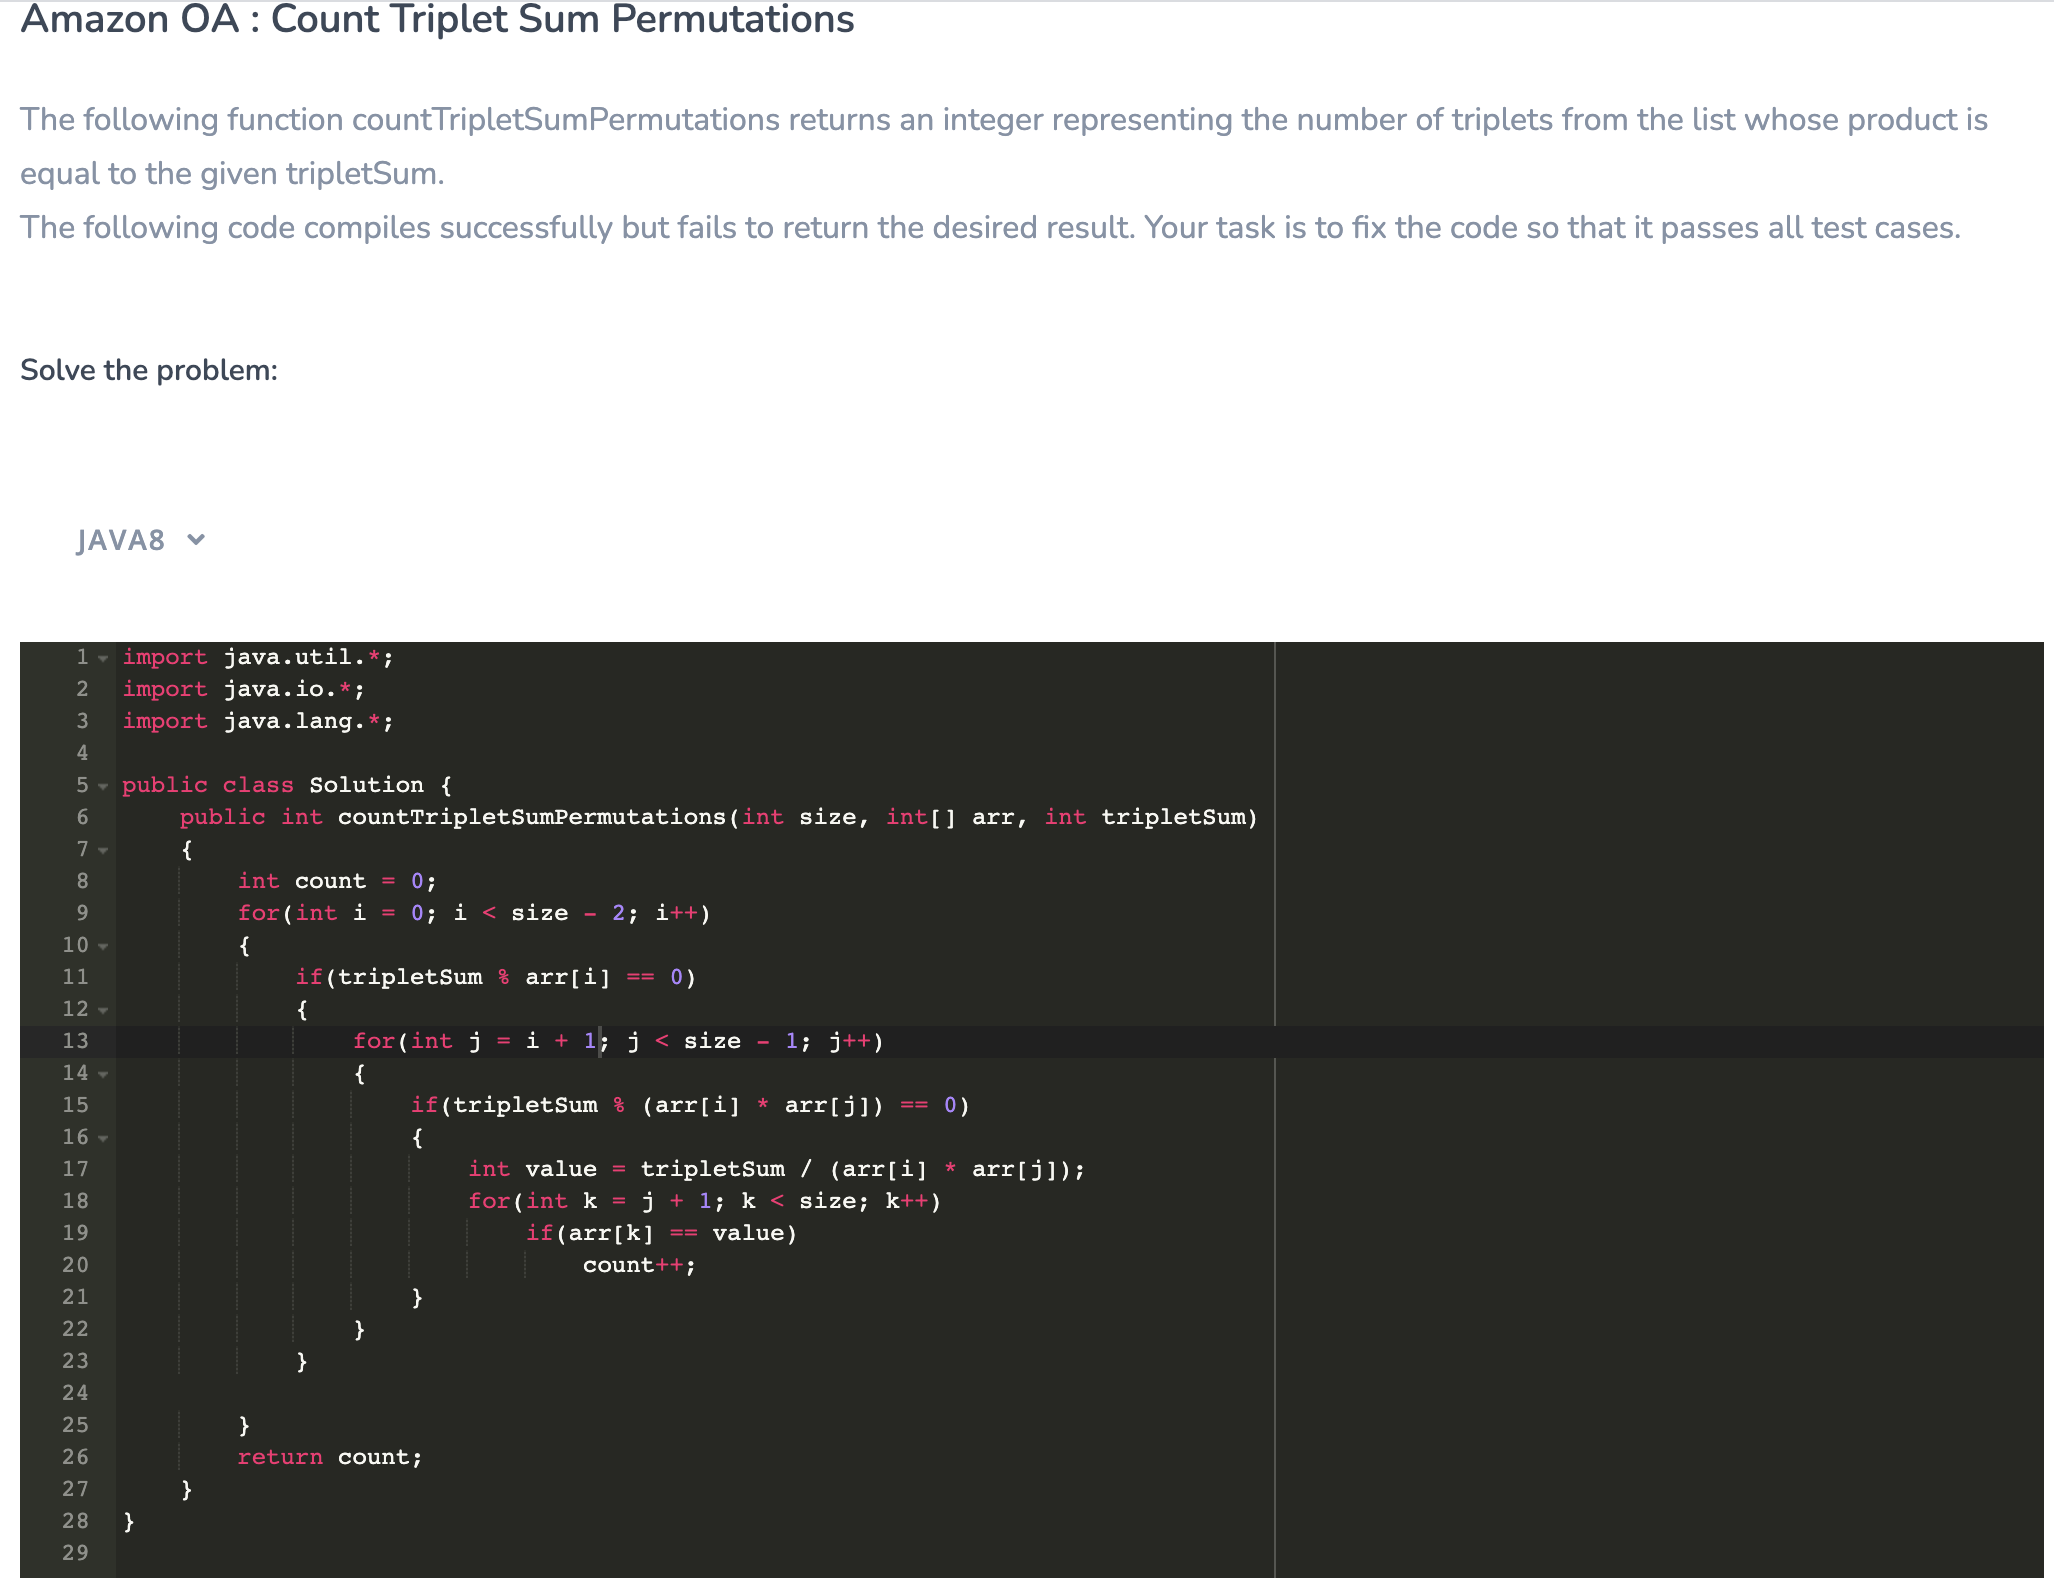 Amazon OA : Count Triplet Sum Permutations
The following function countTripletSumPermutations returns an integer representing the number of triplets from the list whose product is
equal to the given tripletSum.
The following code compiles successfully but fails to return the desired result. Your task is to fix the code so that it passes all test cases.
Solve the problem:
JAVA8
1 import java.util.*;
2 import java.io.*;
3 import java.lang.*;
4
5 public class Solution {
6     public int countTripletSumPermutations(int size, int[] arr, int tripletSum)
7     {
8         int count = 0;
9         for(int i = 0; i < size - 2; i++)
10         {
11             if(tripletSum % arr[i] == 0)
12             {
13                 for(int j = i + 1; j < size - 1; j++)
14                 {
15                     if(tripletSum % (arr[i] * arr[j]) == 0)
16                     {
17                         int value = tripletSum / (arr[i] * arr[j]);
18                         for(int k = j + 1; k < size; k++)
19                             if(arr[k] == value)
20                                 count++;
21                     }
22                 }
23             }
24
25         }
26         return count;
27     }
28 }
29